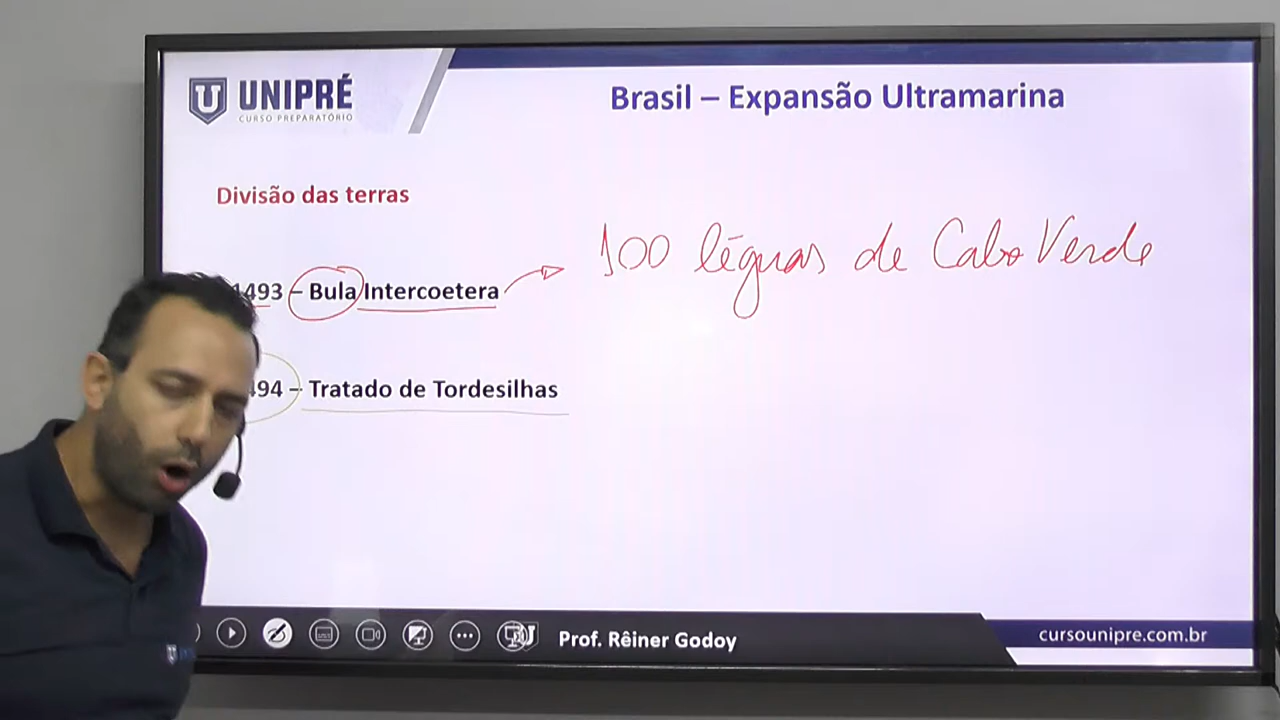 UNIPRÉ
CURSO PREPARATÓRIO
Brasil – Expansão Ultramarina
Divisão das terras
1493 – Bula Intercoetera
100 léguas de Cabo Verde
494 – Tratado de Tordesilhas
Prof. Rêiner Godoy
cursounipre.com.br